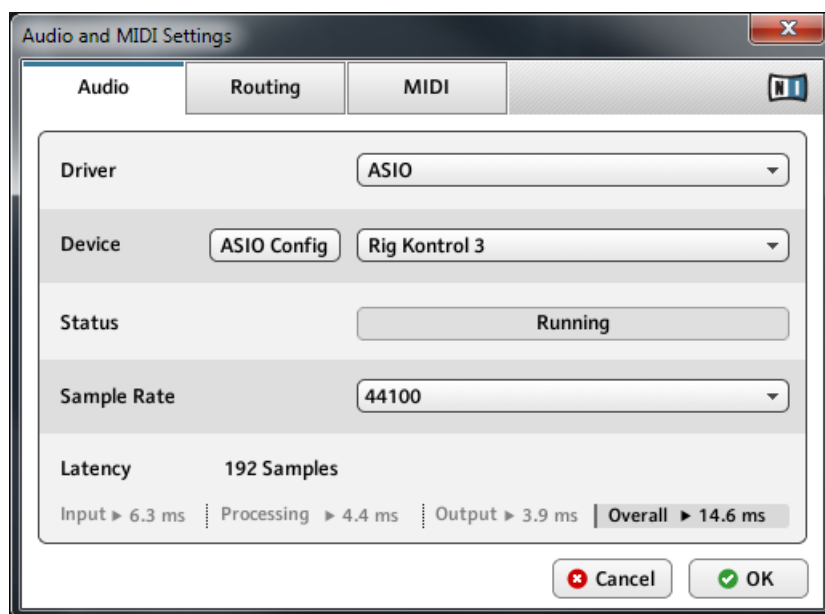 Audio and MIDI Settings
Audio Routing MIDI
Driver ASIO
Device ASIO Config Rig Kontrol 3
Status Running
Sample Rate 44100
Latency 192 Samples
Input ▸ 6.3 ms Processing ▸ 4.4 ms Output ▸ 3.9 ms Overall ▸ 14.6 ms
Cancel OK